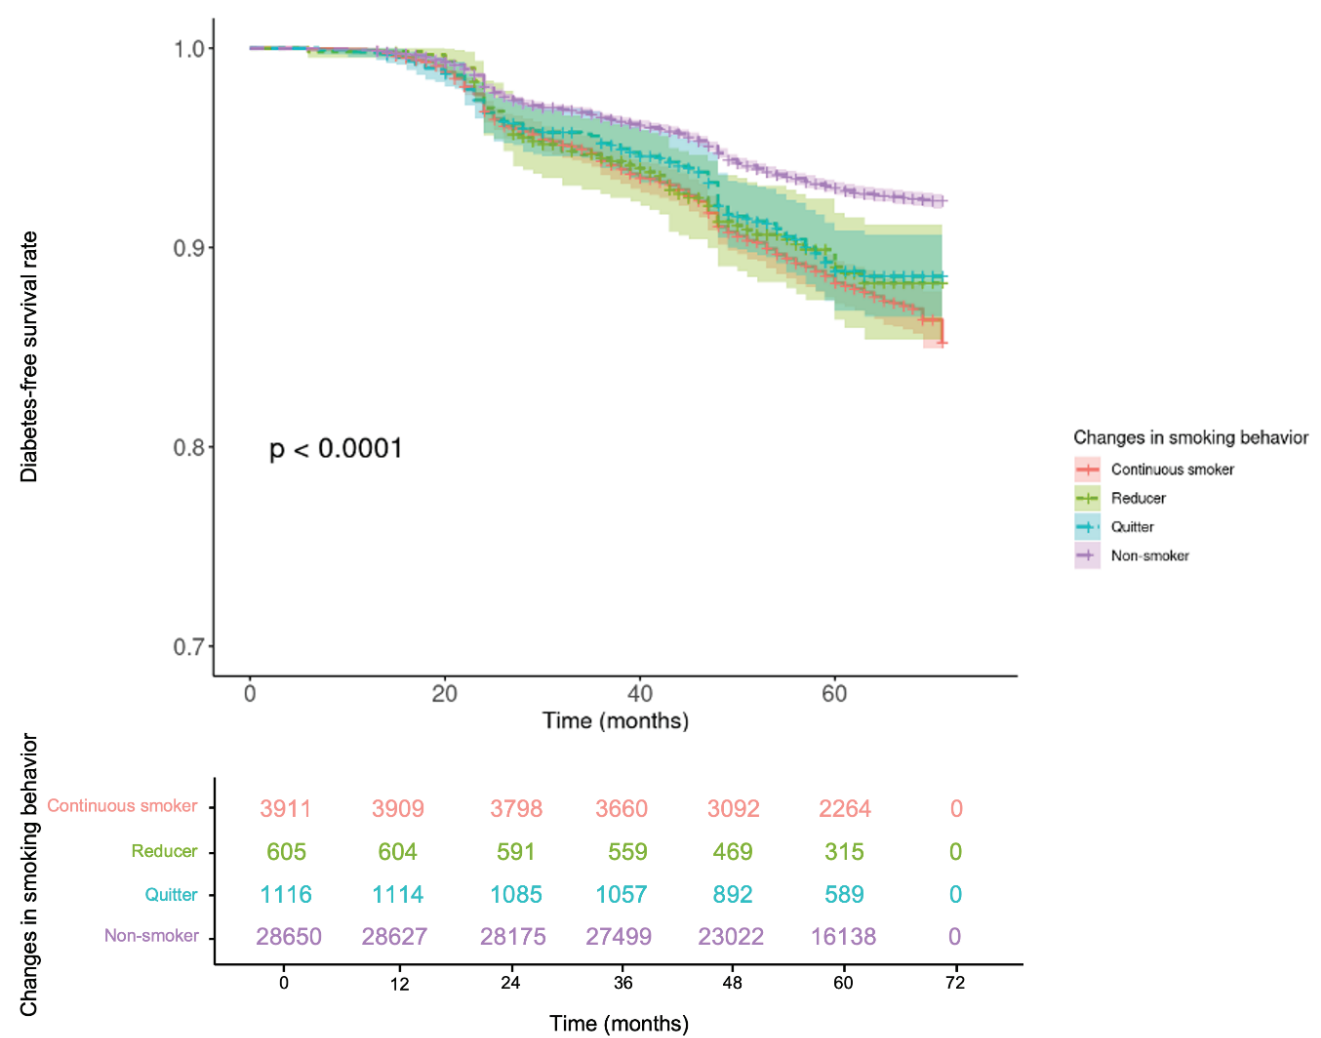 Diabetes-free survival rate
1.0
0.9
0.8
0.7
p < 0.0001
0 20 40 60
Time (months)
Changes in smoking behavior
Continuous smoker
Reducer
Quitter
Non-smoker
Changes in smoking behavior
Continuous smoker 3911 3909 3798 3660 3092 2264 0
Reducer 605 604 591 559 469 315 0
Quitter 1116 1114 1085 1057 892 589 0
Non-smoker 28650 28627 28175 27499 23022 16138 0
0 12 24 36 48 60 72
Time (months)